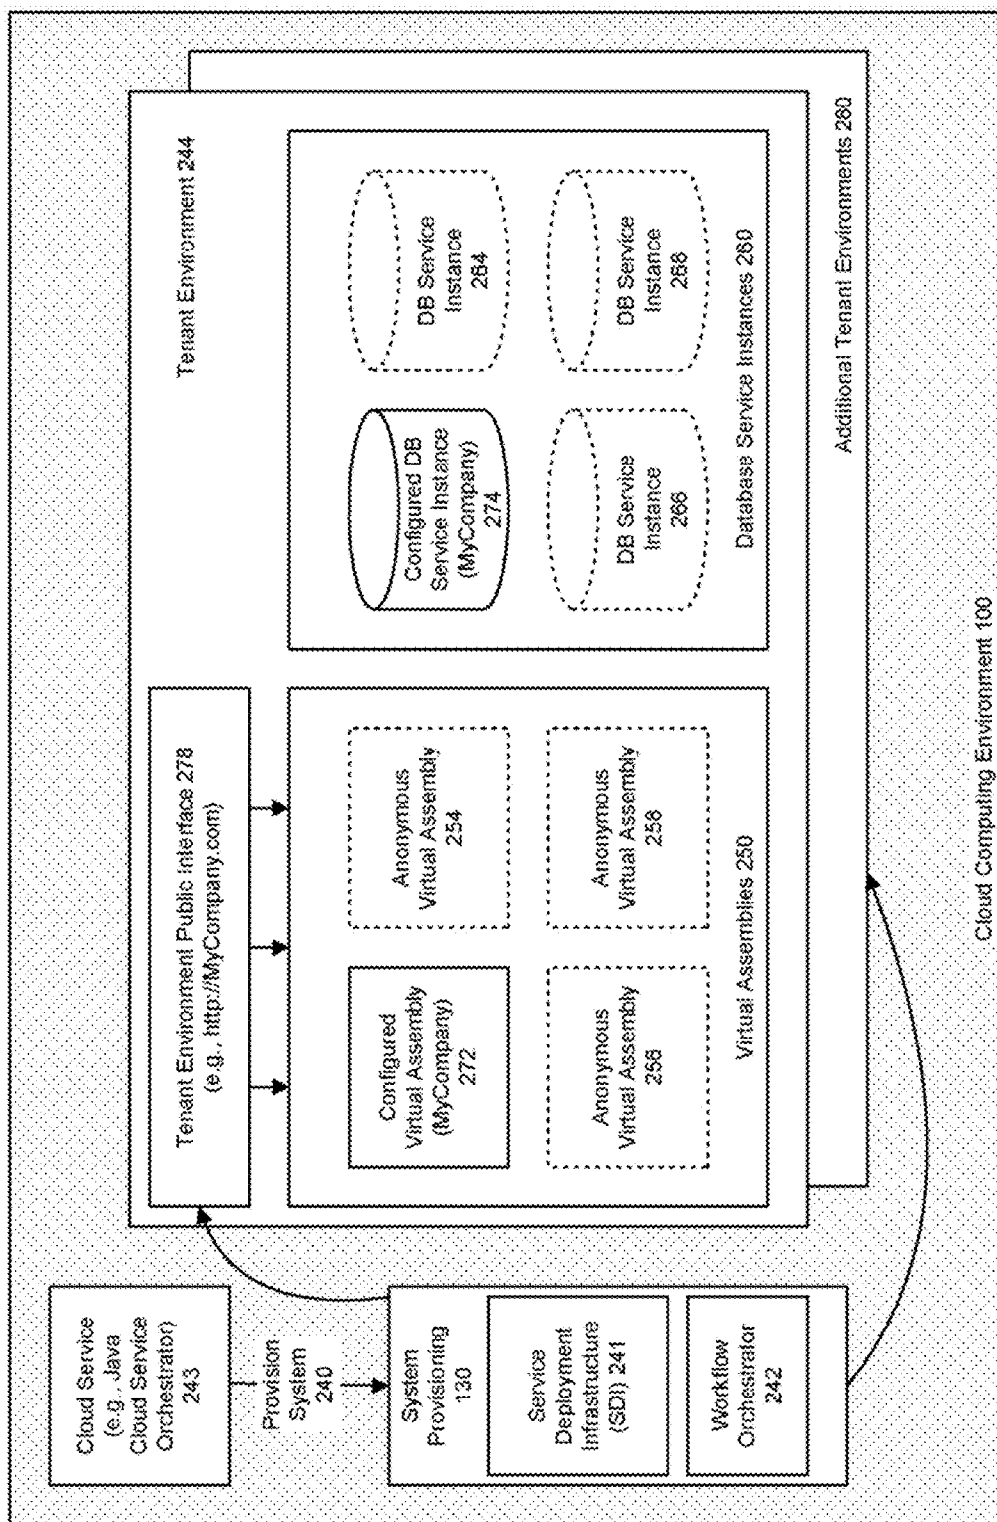 Cloud Service
(e.g., Java
Cloud Service
Orchestrator)
243
Provision
System
240
System
Provisioning
130
Service
Deployment
Infrastructure
(SDI) 241
Workflow
Orchestrator
242
Tenant Environment Public Interface 278
(e.g., http://MyCompany.com)
Tenant Environment 244
Configured
Virtual Assembly
(MyCompany)
272
Anonymous
Virtual Assembly
254
Anonymous
Virtual Assembly
256
Anonymous
Virtual Assembly
258
Virtual Assemblies 250
Configured DB
Service Instance
(MyCompany)
274
DB Service
Instance
264
DB Service
Instance
266
DB Service
Instance
268
Database Service Instances 260
Additional Tenant Environments 280
Cloud Computing Environment 100